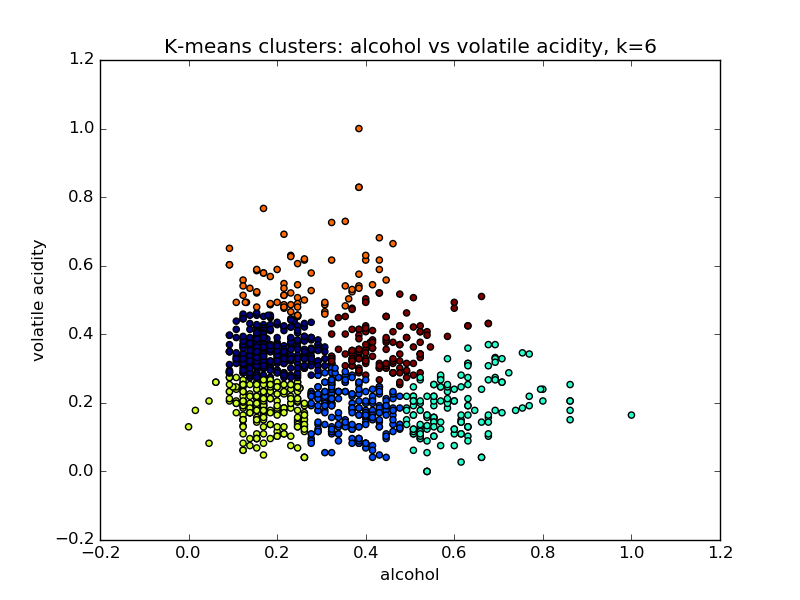 K-means clusters: alcohol vs volatile acidity, k=6
1.2
1.0
0.8
0.6
0.4
0.2
0.0
−0.2
volatile acidity
−0.2 0.0 0.2 0.4 0.6 0.8 1.0 1.2
alcohol